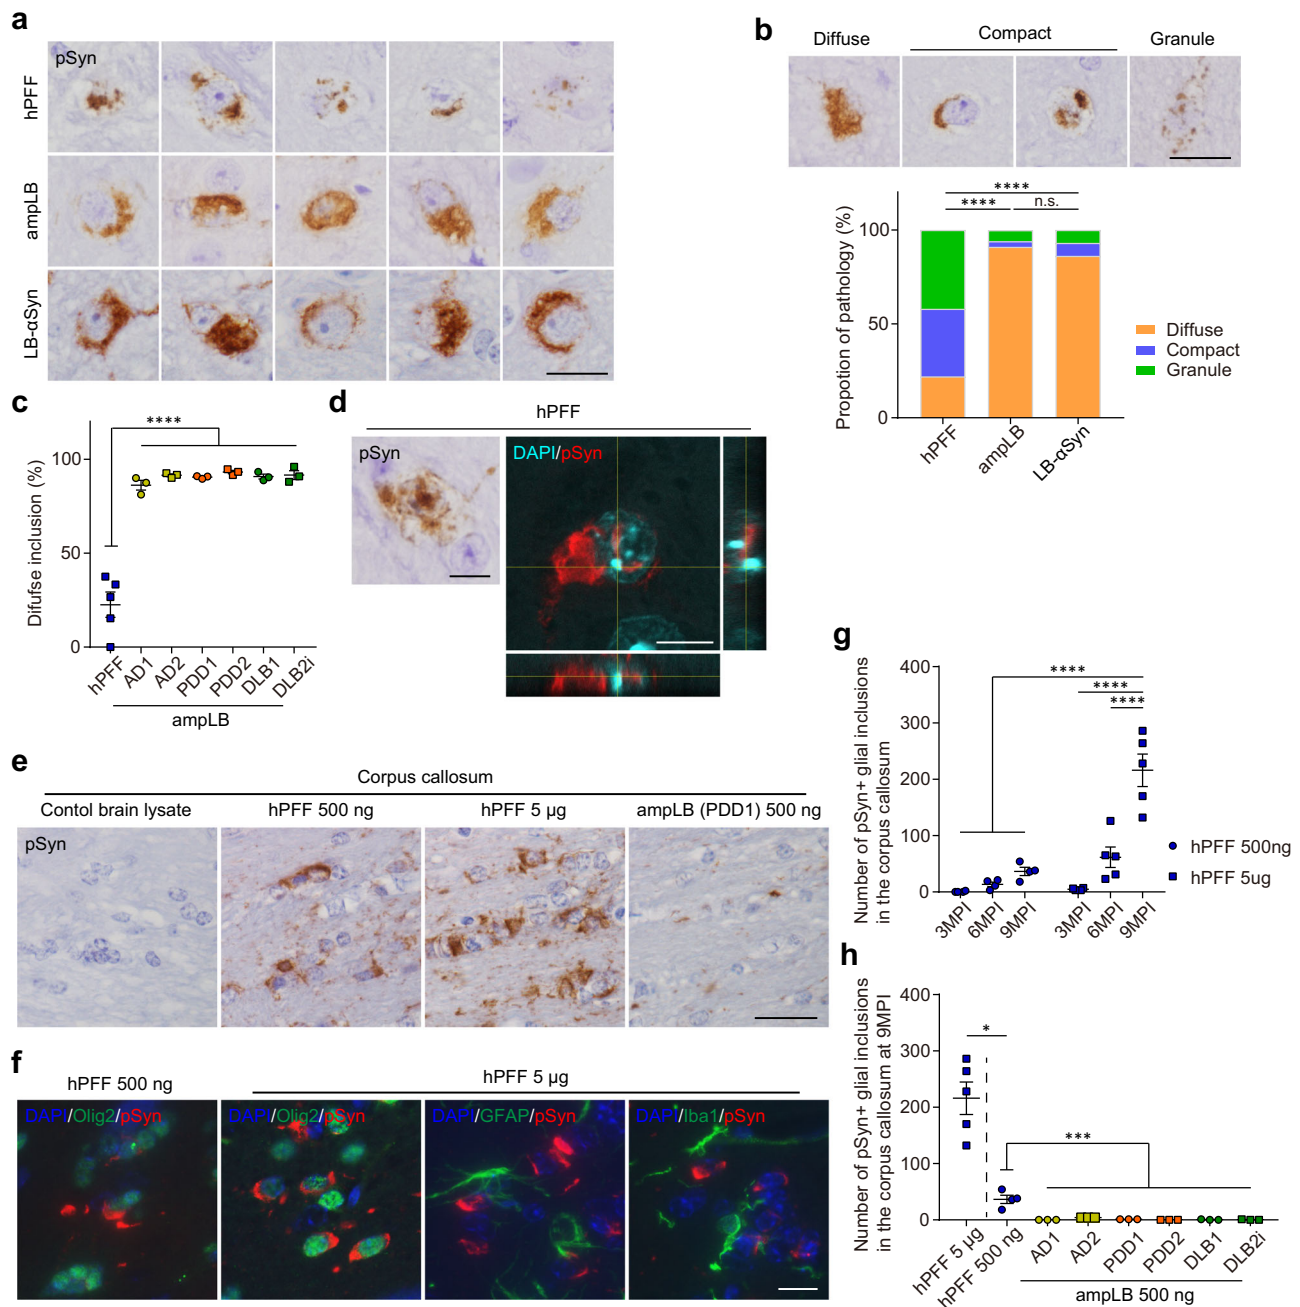 a
pSyn
hPFF
ampLB
LB-αSyn
b
Diffuse
Compact
Granule
****
****
n.s.
Propotion of pathology (%)
100
50
0
hPFF
ampLB
LB-αSyn
Diffuse
Compact
Granule
c
****
Difufse inclusion (%)
100
50
0
hPFF
AD1
AD2
PDD1
PDD2
DLB1
DLB2i
ampLB
d
hPFF
pSyn
DAPI/pSyn
e
Corpus callosum
Contol brain lysate
hPFF 500 ng
hPFF 5 µg
ampLB (PDD1) 500 ng
pSyn
f
hPFF 500 ng
hPFF 5 µg
DAPI/Olig2/pSyn
DAPI/Olig2/pSyn
DAPI/GFAP/pSyn
DAPI/Iba1/pSyn
g
Number of pSyn+ glial inclusions
in the corpus callosum
400
300
200
100
0
****
****
****
3MPI
6MPI
9MPI
3MPI
6MPI
9MPI
hPFF 500ng
hPFF 5ug
h
Number of pSyn+ glial inclusions
in the corpus callosum at 9MPI
400
300
200
100
0
*
***
hPFF 5 µg
hPFF 500 ng
AD1
AD2
PDD1
PDD2
DLB1
DLB2i
ampLB 500 ng